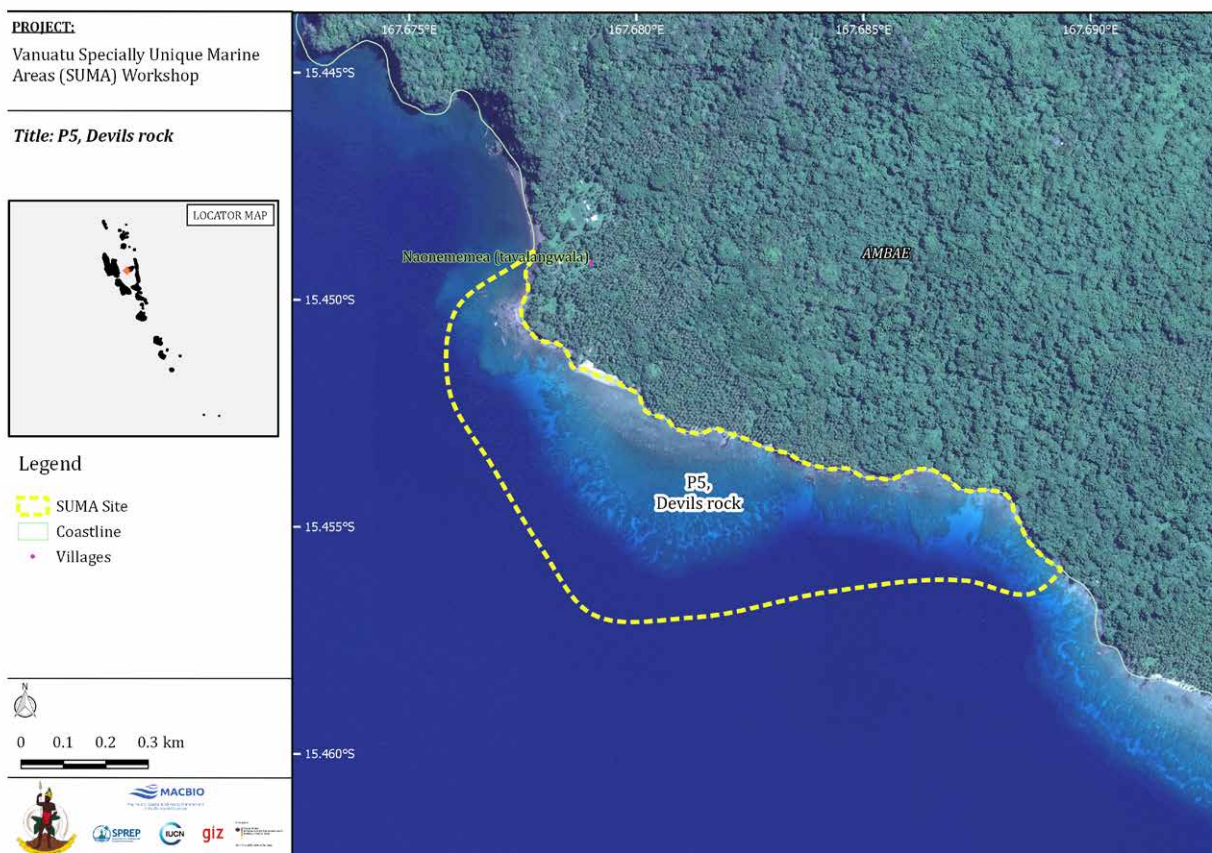 PROJECT:
Vanuatu Specially Unique Marine
Areas (SUMA) Workshop
Title: P5, Devils rock
LOCATOR MAP
Legend
SUMA Site
Coastline
Villages
N
0 0.1 0.2 0.3 km
MACBIO
SPREP
IUCN
giz
167.675°E 167.680°E 167.685°E 167.690°E
15.445°S
Naonememea (tavalangwala)
AMBAE
15.450°S
P5,
Devils rock
15.455°S
15.460°S